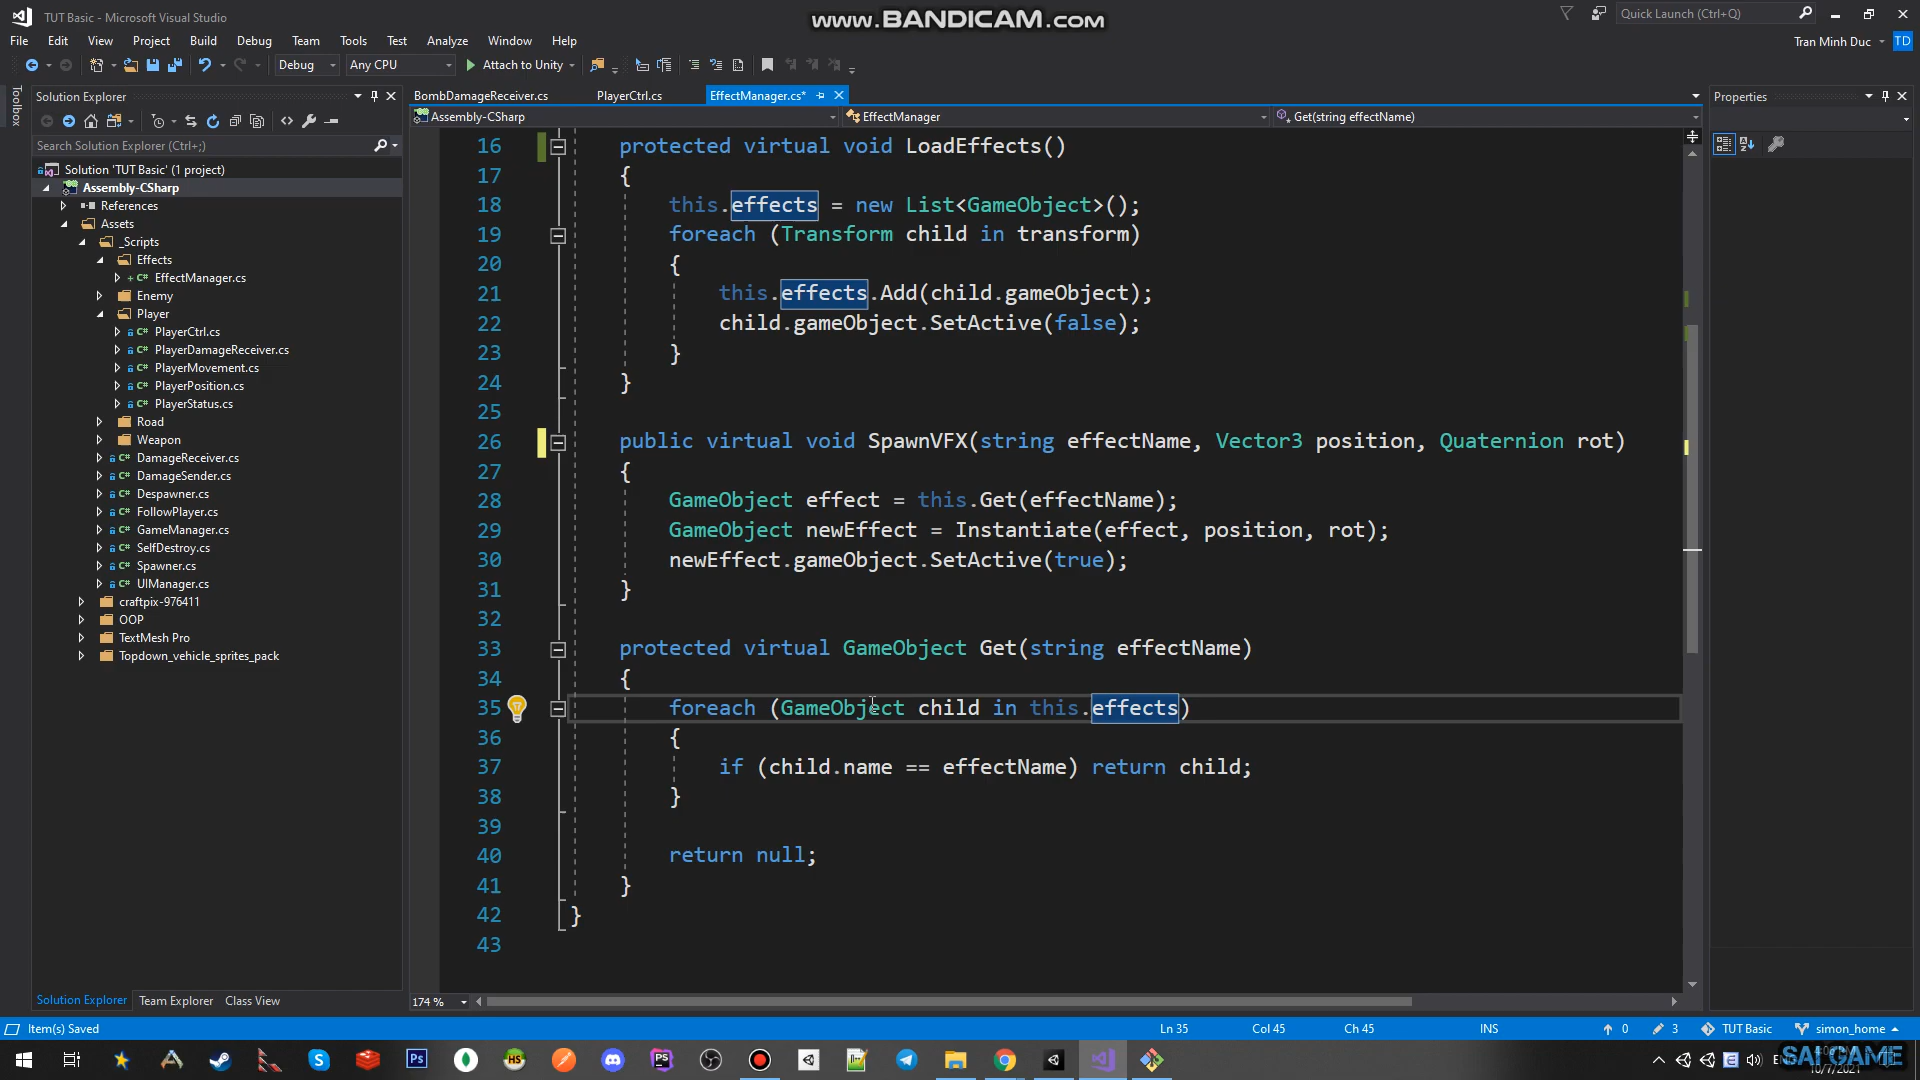 TUT Basic - Microsoft Visual Studio
www.BANDICAM.com
Quick Launch (Ctrl+Q)
File Edit View Project Build Debug Team Tools Test Analyze Window Help
Tran Minh Duc TD
Debug Any CPU Attach to Unity
Toolbox
Solution Explorer
BombDamageReceiver.cs PlayerCtrl.cs EffectManager.cs*
Properties
Assembly-CSharp EffectManager Get(string effectName)
Search Solution Explorer (Ctrl+;)
Solution 'TUT Basic' (1 project)
Assembly-CSharp
References
Assets
_Scripts
Effects
EffectManager.cs
Enemy
Player
PlayerCtrl.cs
PlayerDamageReceiver.cs
PlayerMovement.cs
PlayerPosition.cs
PlayerStatus.cs
Road
Weapon
DamageReceiver.cs
DamageSender.cs
Despawner.cs
FollowPlayer.cs
GameManager.cs
SelfDestroy.cs
Spawner.cs
UIManager.cs
craftpix-976411
OOP
TextMesh Pro
Topdown_vehicle_sprites_pack
16 protected virtual void LoadEffects()
17 {
18 this.effects = new List<GameObject>();
19 foreach (Transform child in transform)
20 {
21 this.effects.Add(child.gameObject);
22 child.gameObject.SetActive(false);
23 }
24 }
25
26 public virtual void SpawnVFX(string effectName, Vector3 position, Quaternion rot)
27 {
28 GameObject effect = this.Get(effectName);
29 GameObject newEffect = Instantiate(effect, position, rot);
30 newEffect.gameObject.SetActive(true);
31 }
32
33 protected virtual GameObject Get(string effectName)
34 {
35 foreach (GameObject child in this.effects)
36 {
37 if (child.name == effectName) return child;
38 }
39
40 return null;
41 }
42 }
43
Solution Explorer Team Explorer Class View
174 %
Item(s) Saved Ln 35 Col 45 Ch 45 INS 0 3 TUT Basic simon_home
SAI GAME
10/7/2021